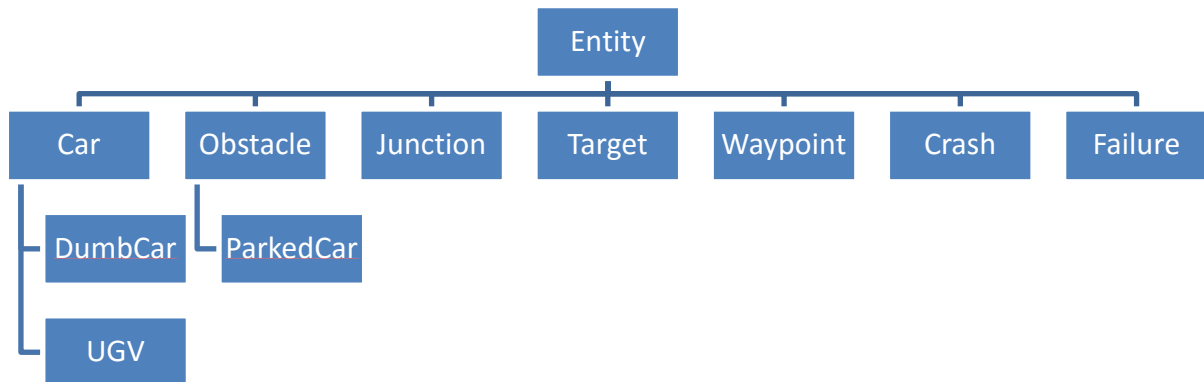 Entity
Car
Obstacle
Junction
Target
Waypoint
Crash
Failure
DumbCar
ParkedCar
UGV